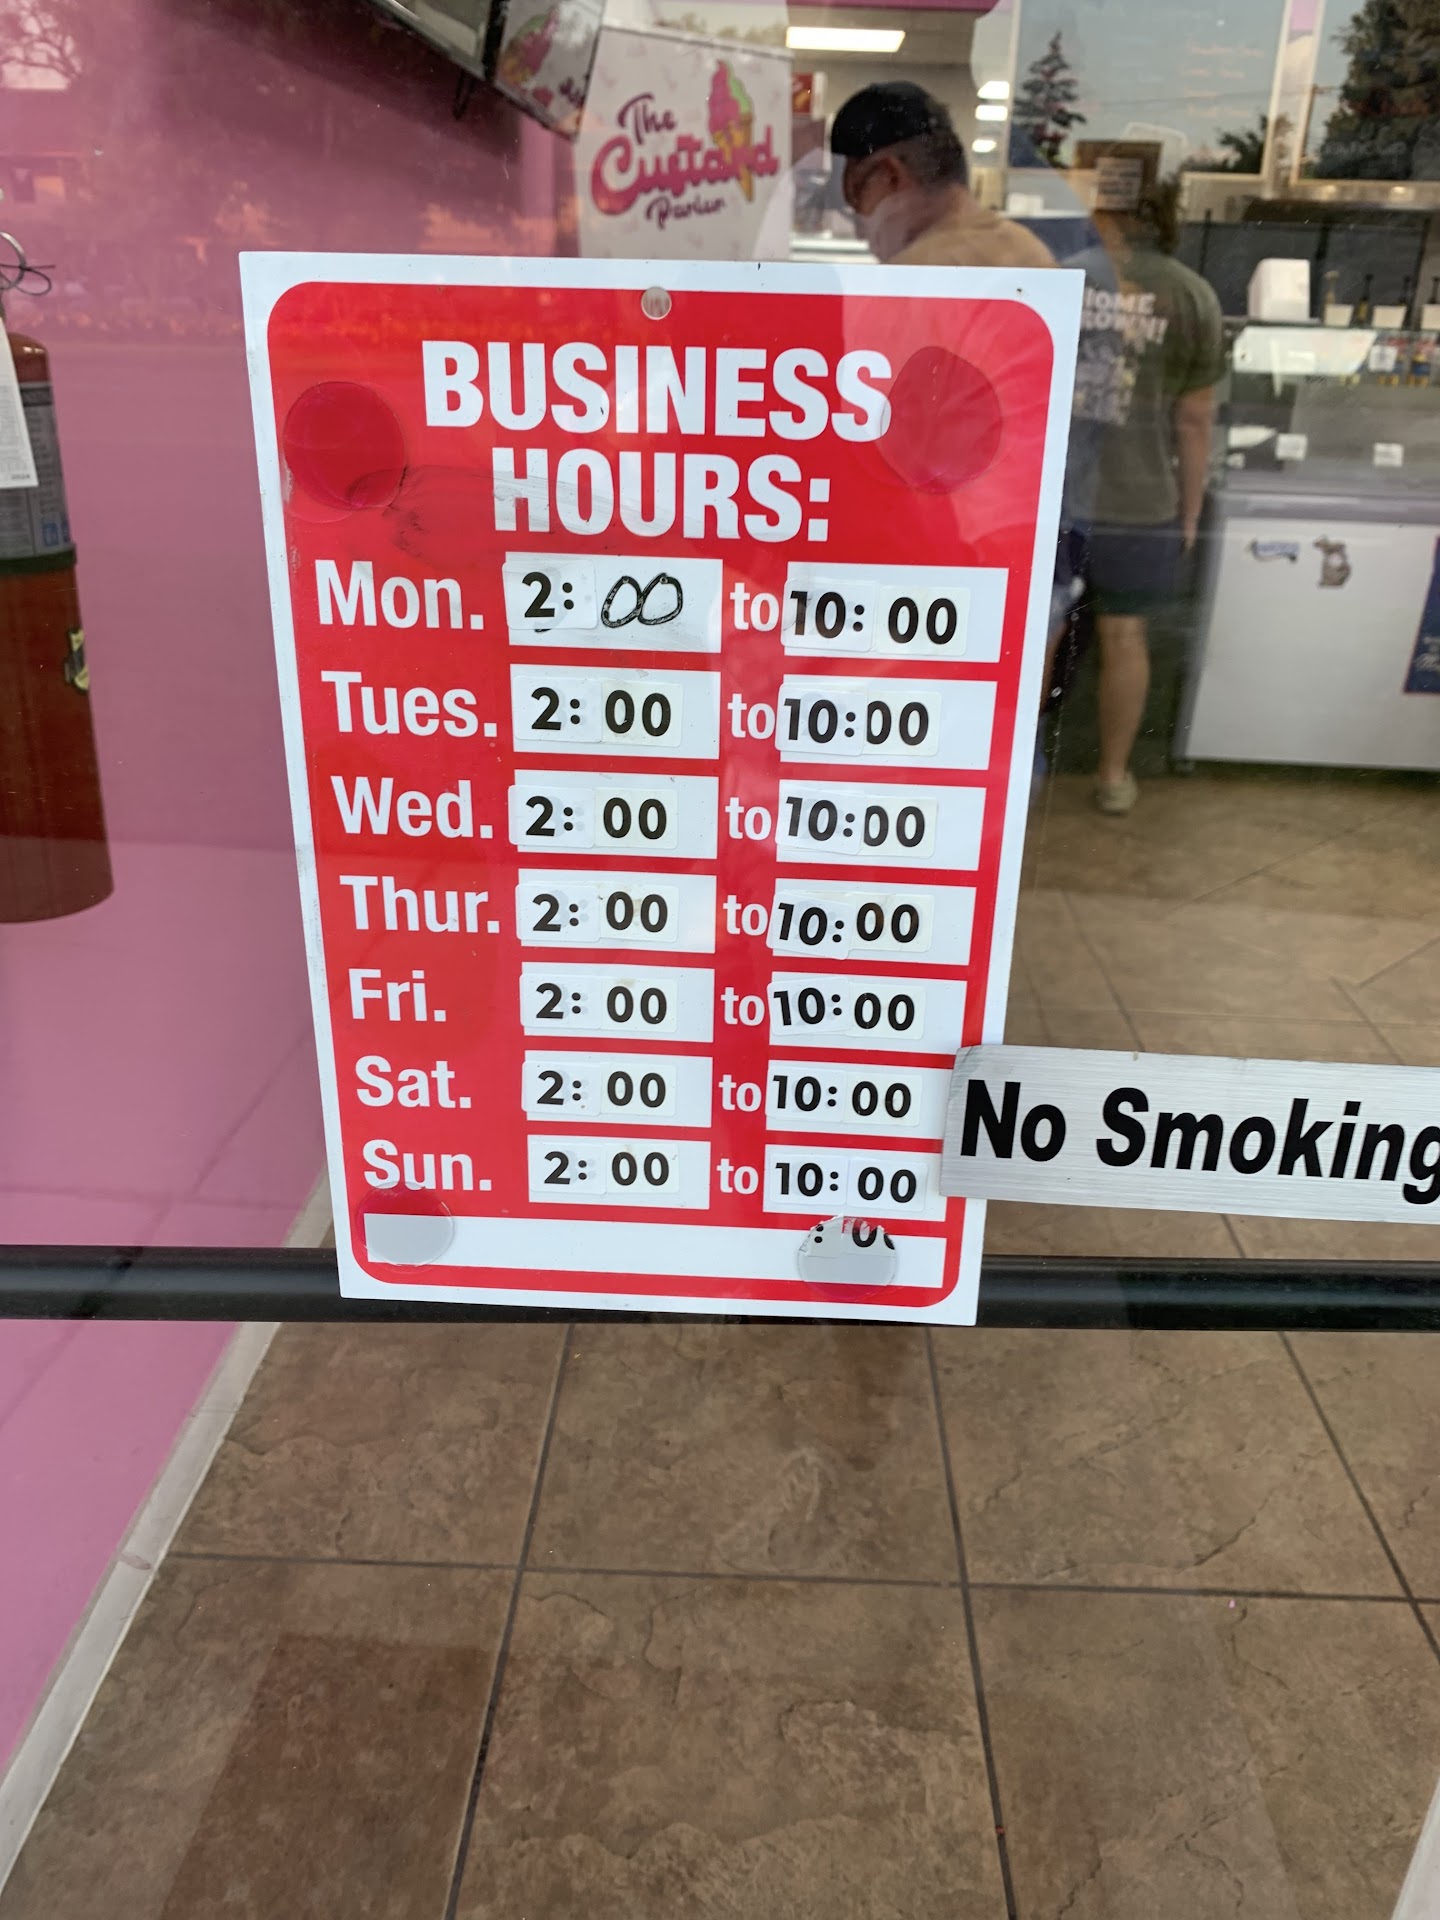 The
Custard
Parlor
BUSINESS
HOURS:
Mon. 2: 00 to 10: 00
Tues. 2: 00 to 10:00
Wed. 2: 00 to 10:00
Thur. 2: 00 to 10: 00
Fri. 2: 00 to 10: 00
Sat. 2: 00 to 10: 00
Sun. 2: 00 to 10: 00
: 00
No Smoking